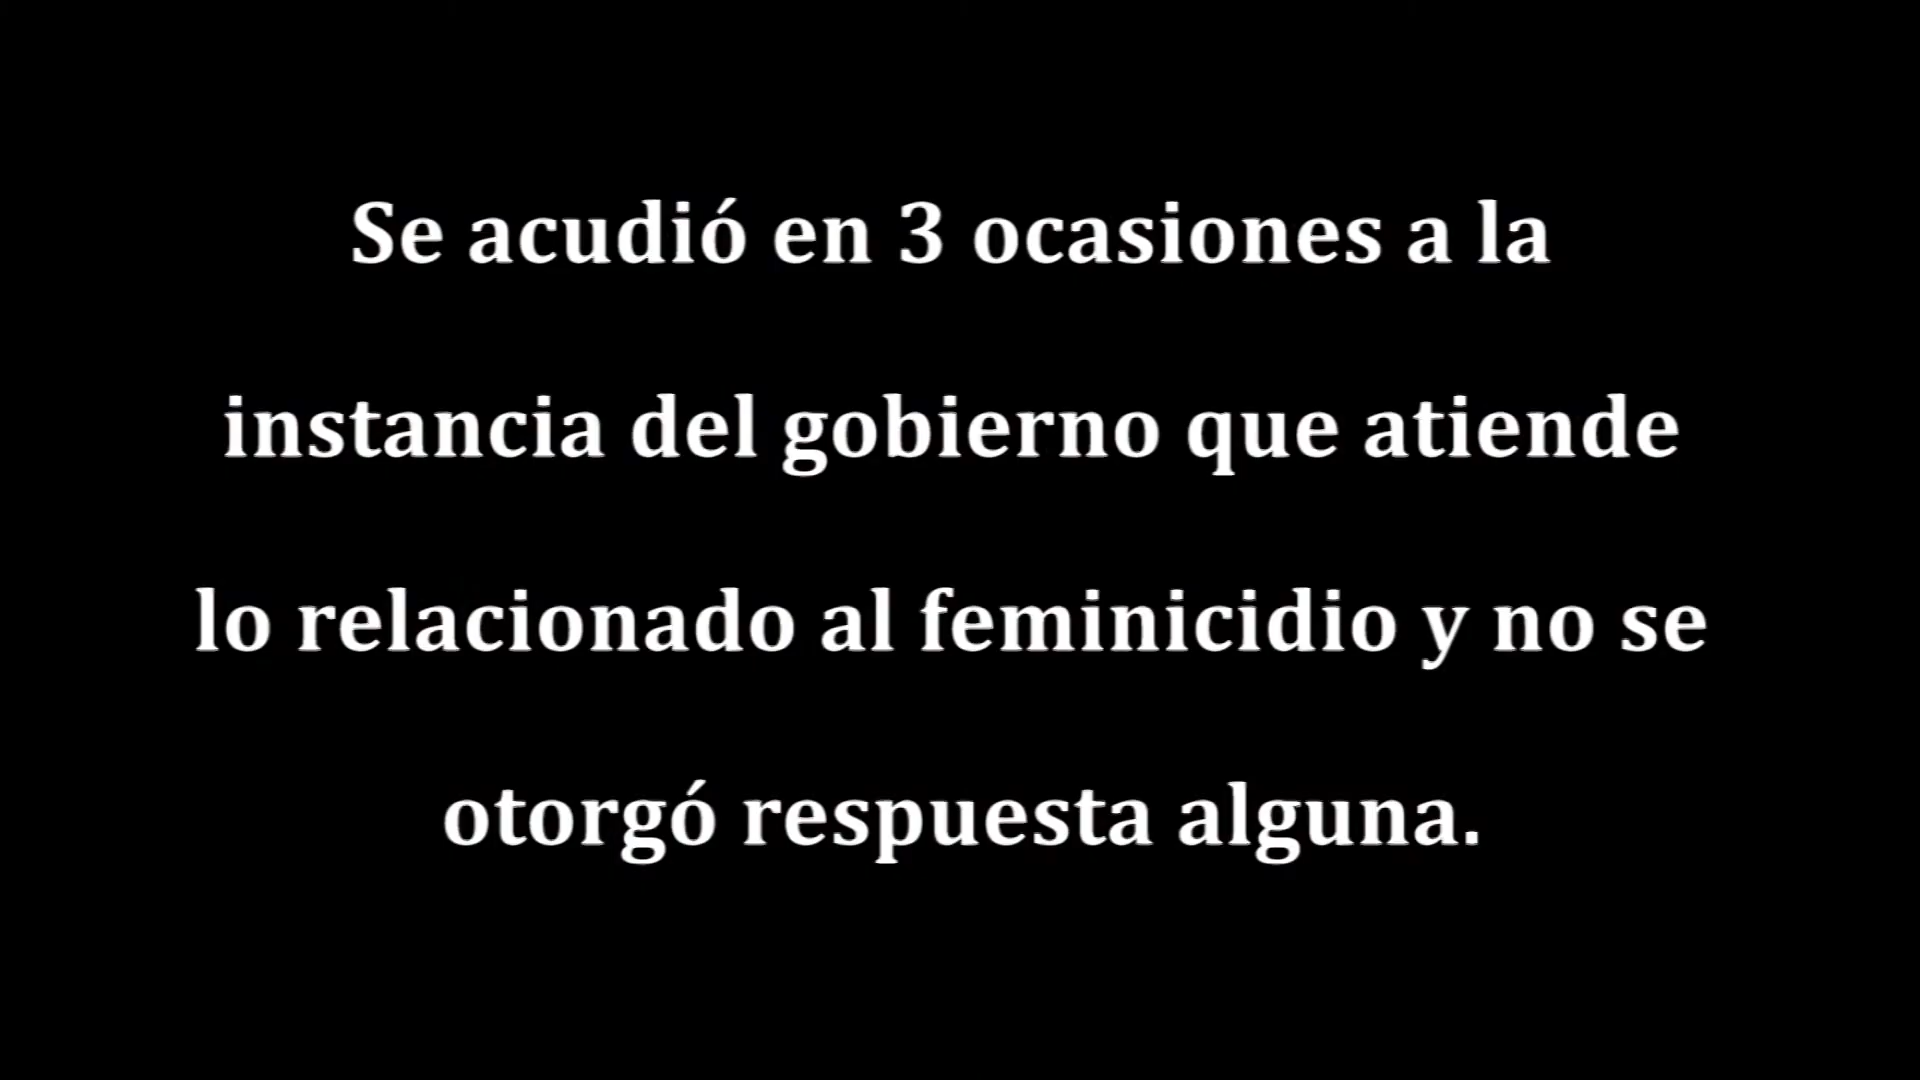 Se acudió en 3 ocasiones a la
instancia del gobierno que atiende
lo relacionado al feminicidio y no se
otorgó respuesta alguna.